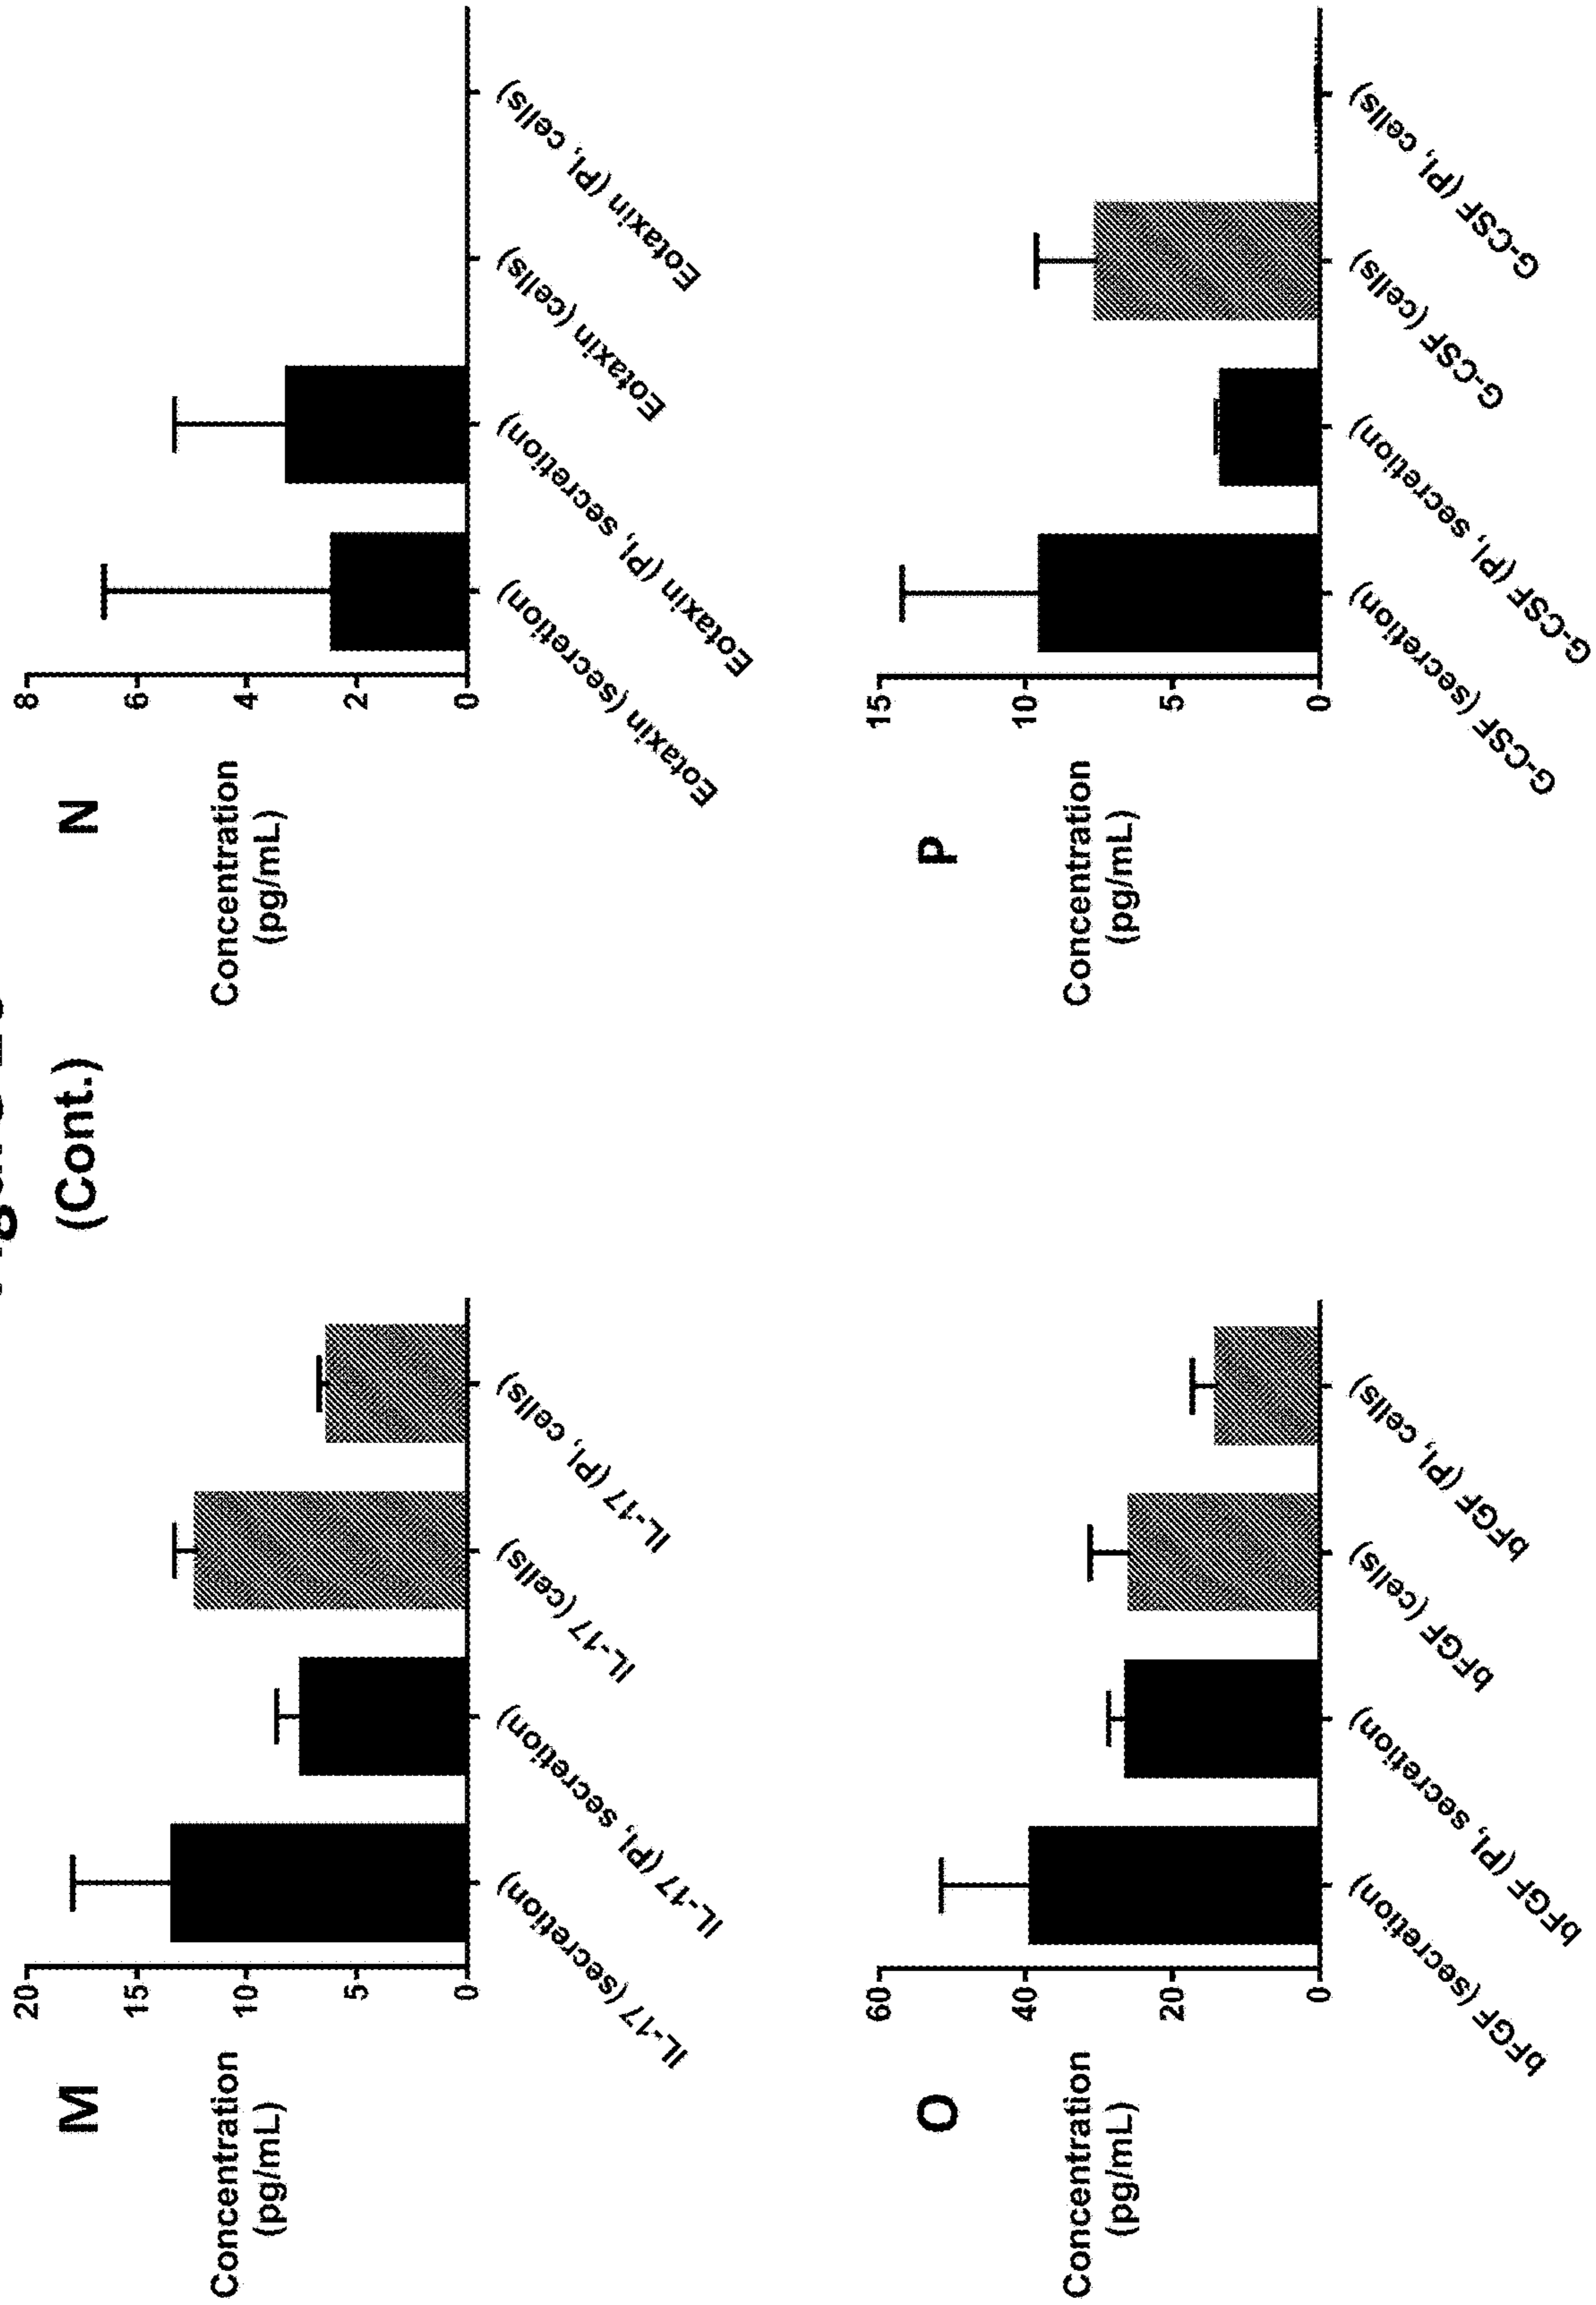 (Cont.)
M
Concentration
(pg/mL)
20
15
10
5
0
IL-17 (secretion)
IL-17 (PI, secretion)
IL-17 (cells)
IL-17 (PI, cells)
N
Concentration
(pg/mL)
8
6
4
2
0
Eotaxin (secretion)
Eotaxin (PI, secretion)
Eotaxin (cells)
Eotaxin (PI, cells)
O
Concentration
(pg/mL)
60
40
20
0
bFGF (secretion)
bFGF (PI, secretion)
bFGF (cells)
bFGF (PI, cells)
P
Concentration
(pg/mL)
15
10
5
0
G-CSF (secretion)
G-CSF (PI, secretion)
G-CSF (cells)
G-CSF (PI, cells)